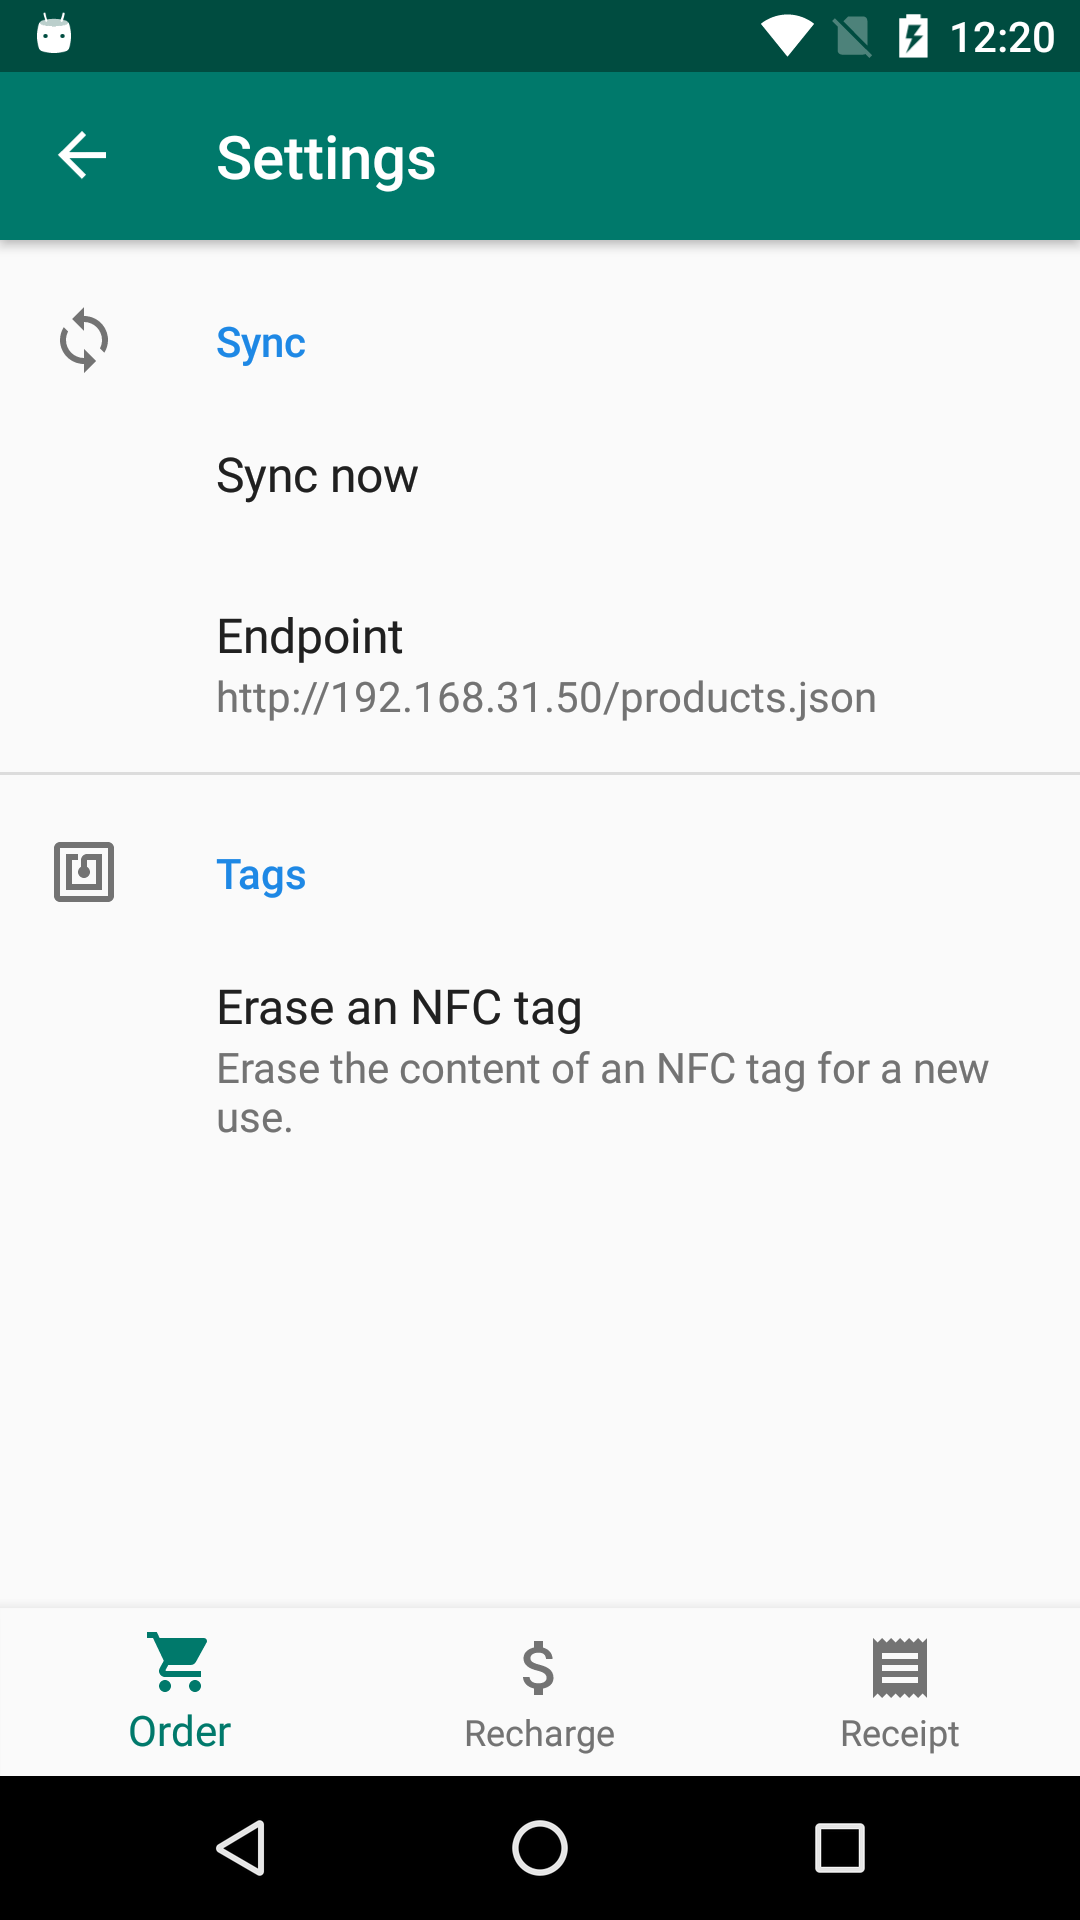 12:20
Settings
Sync
Sync now
Endpoint
http://192.168.31.50/products.json
Tags
Erase an NFC tag
Erase the content of an NFC tag for a new
use.
Order
Recharge
Receipt